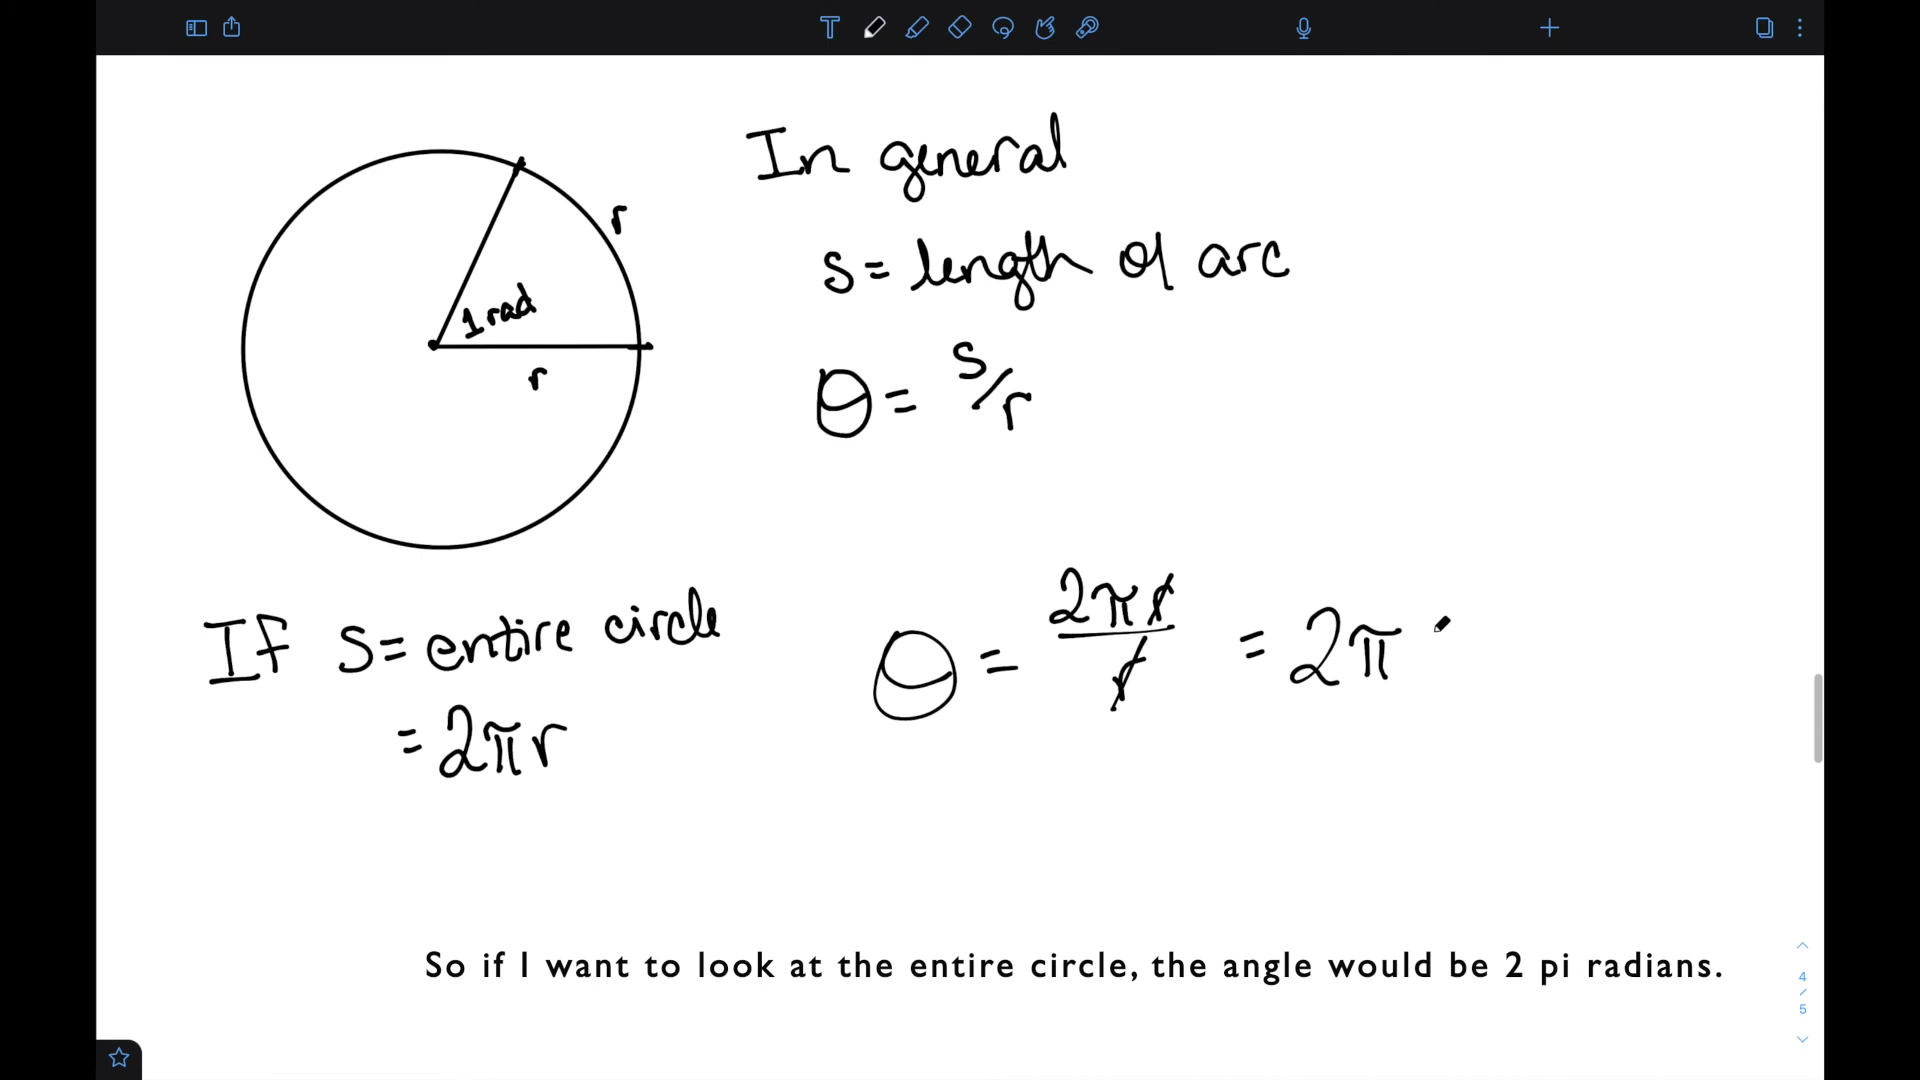 In general
r
s = length of arc
1 rad
r
θ = s/r
If s = entire circle
= 2πr
θ = 2πr/r = 2π
So if I want to look at the entire circle, the angle would be 2 pi radians.
4
/
5